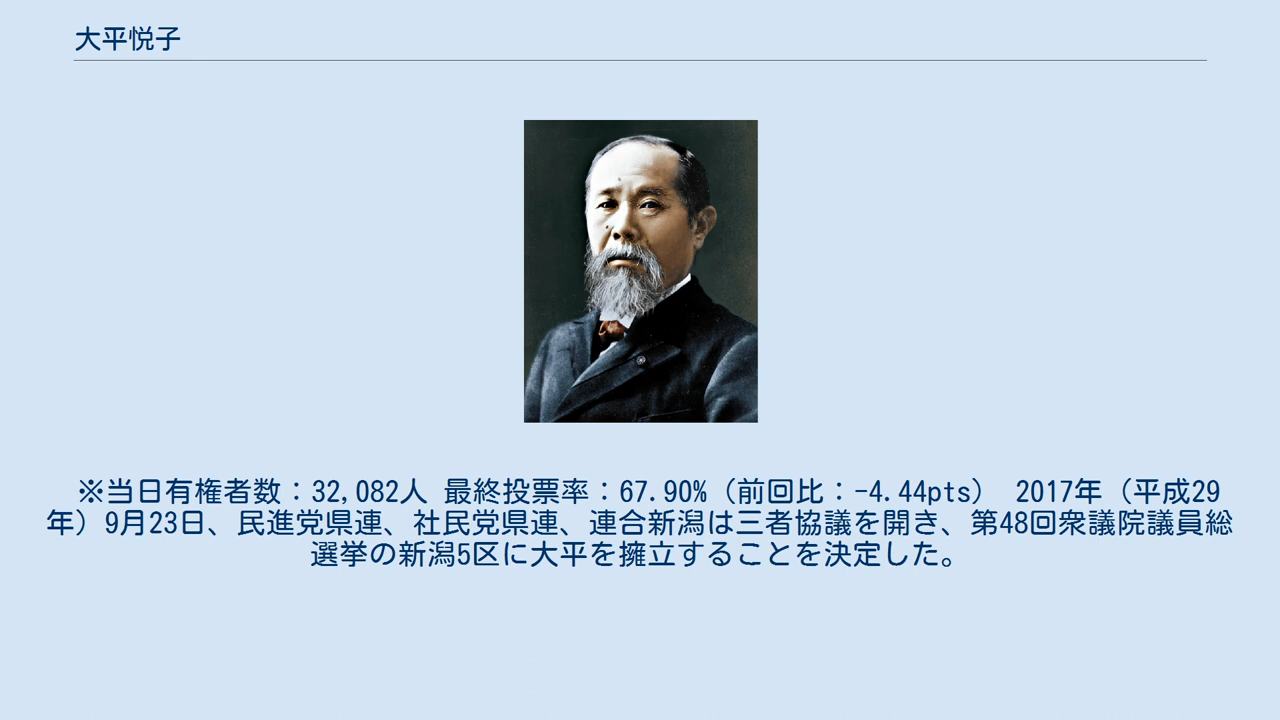 大平悦子
※当日有権者数：32,082人 最終投票率：67.90%（前回比：-4.44pts） 2017年（平成29
年）9月23日、民進党県連、社民党県連、連合新潟は三者協議を開き、第48回衆議院議員総
選挙の新潟5区に大平を擁立することを決定した。